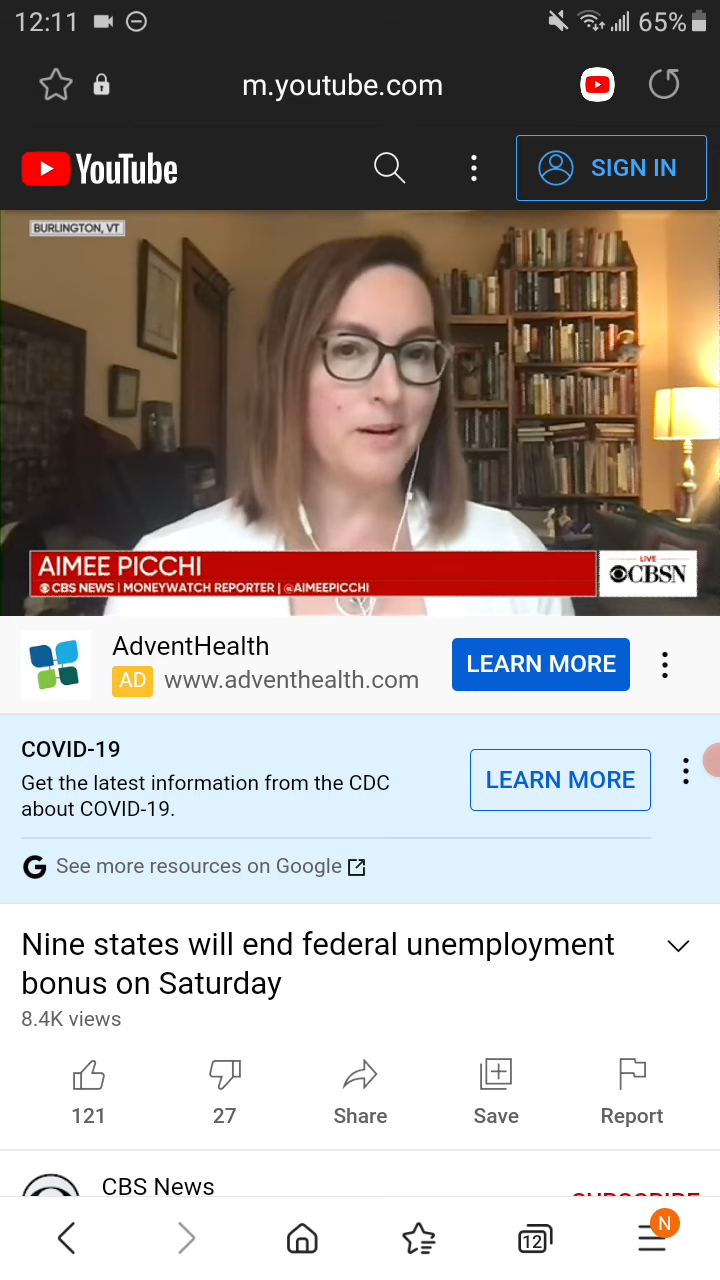 12:11
65%
m.youtube.com
YouTube
SIGN IN
BURLINGTON, VT
AIMEE PICCHI
CBS NEWS | MONEYWATCH REPORTER | @AIMEEPICCHI
LIVE
CBSN
AdventHealth
AD www.adventhealth.com
LEARN MORE
COVID-19
Get the latest information from the CDC
about COVID-19.
LEARN MORE
G See more resources on Google
Nine states will end federal unemployment
bonus on Saturday
8.4K views
121
27
Share
Save
Report
CBS News
SUBSCRIBE
12
N